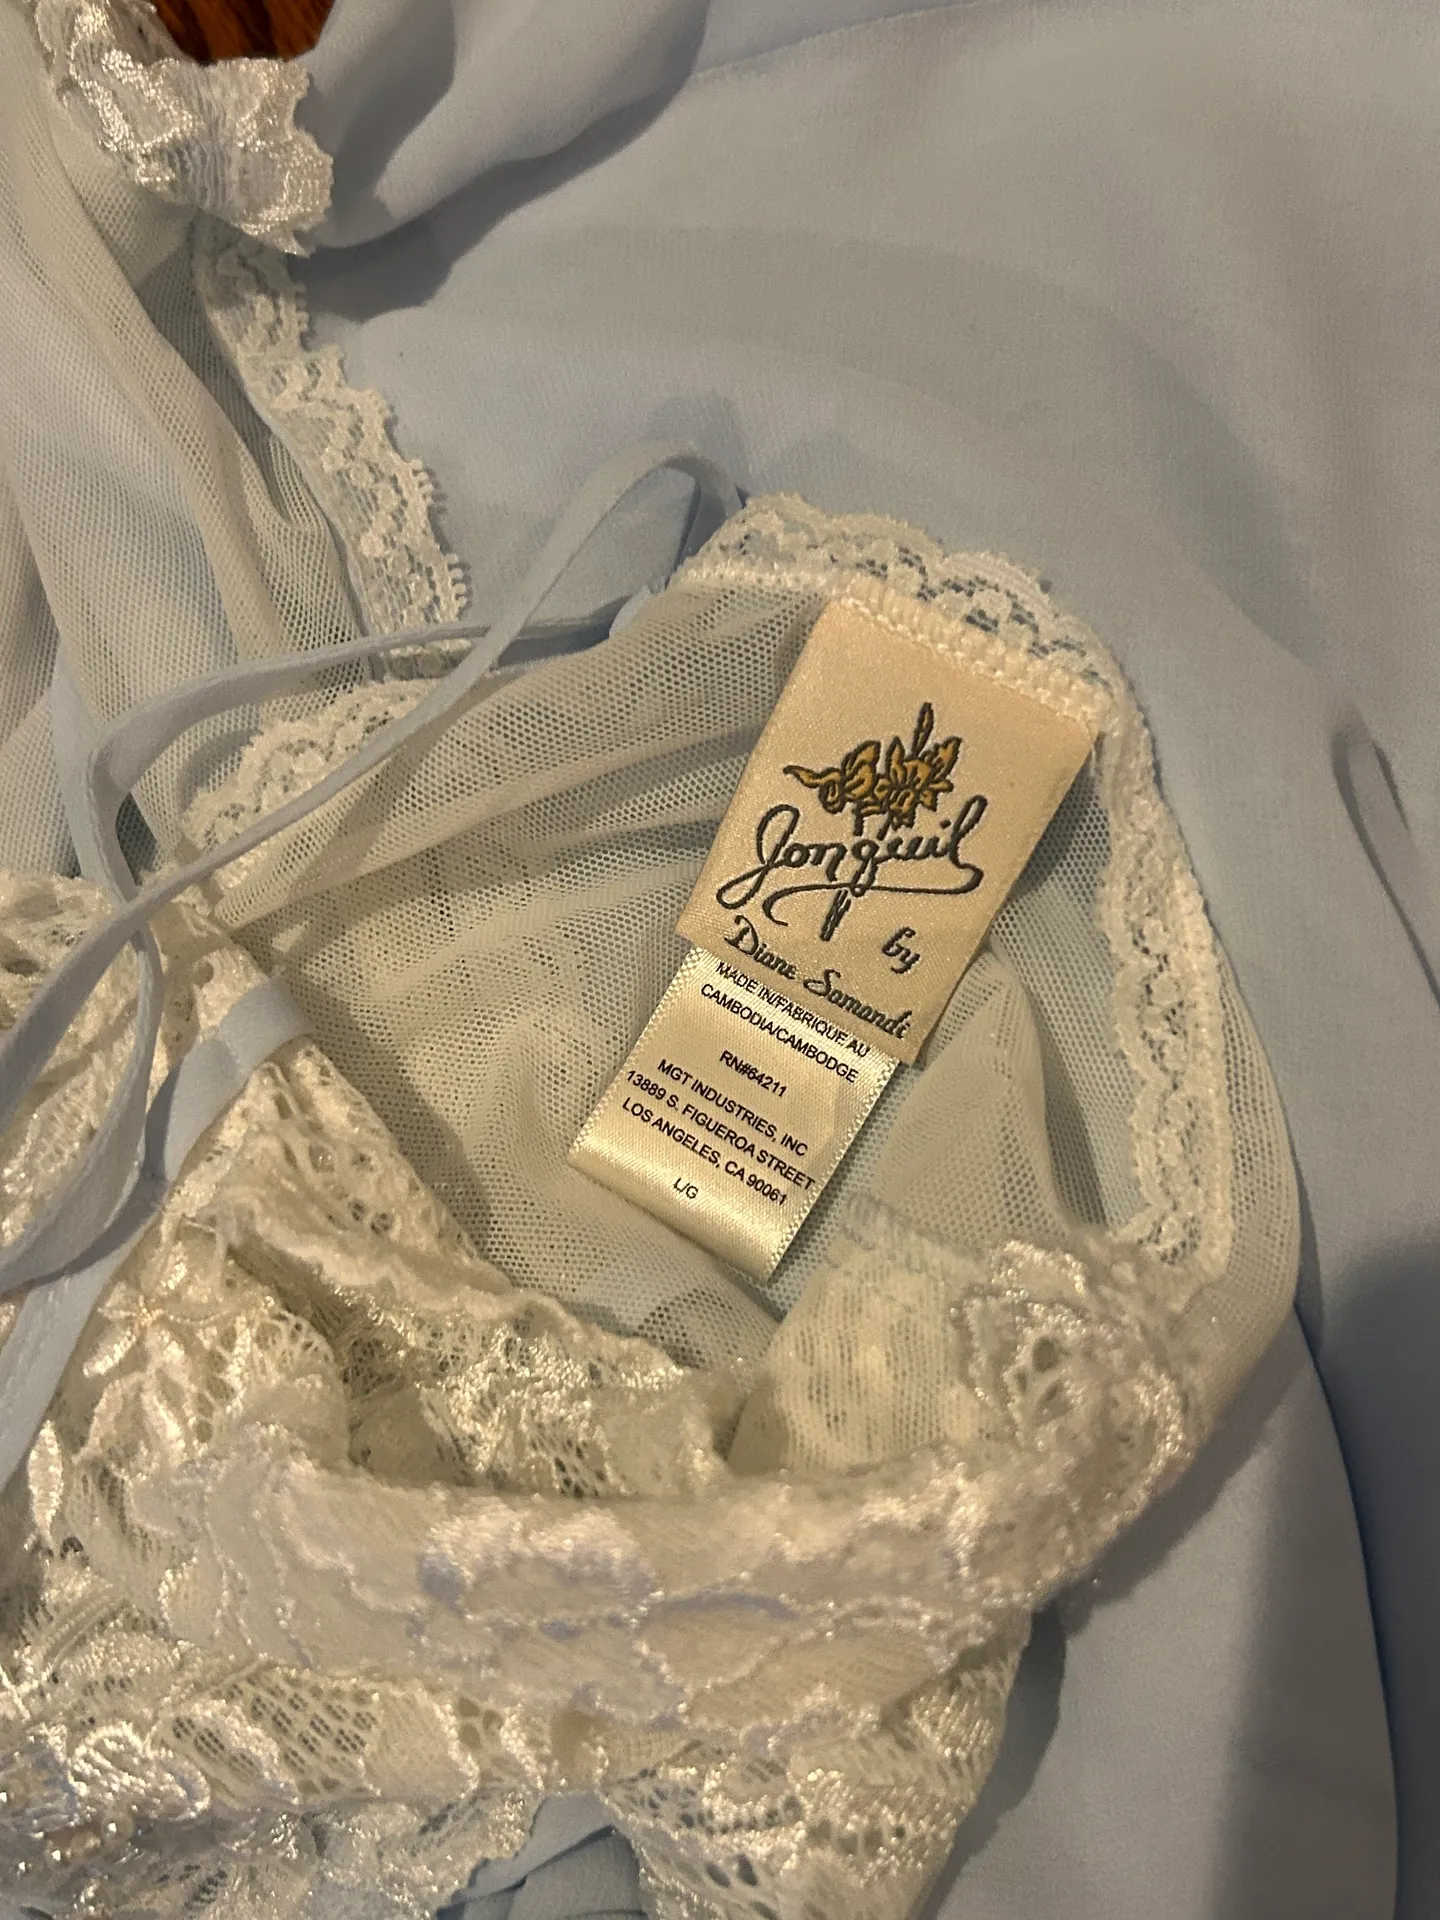 Jonquil
by
Diane Samandi
MADE IN/FABRIQUE AU
CAMBODIA/CAMBODGE
RN#64211
MGT INDUSTRIES, INC
13889 S. FIGUEROA STREET
LOS ANGELES, CA 90061
L/G